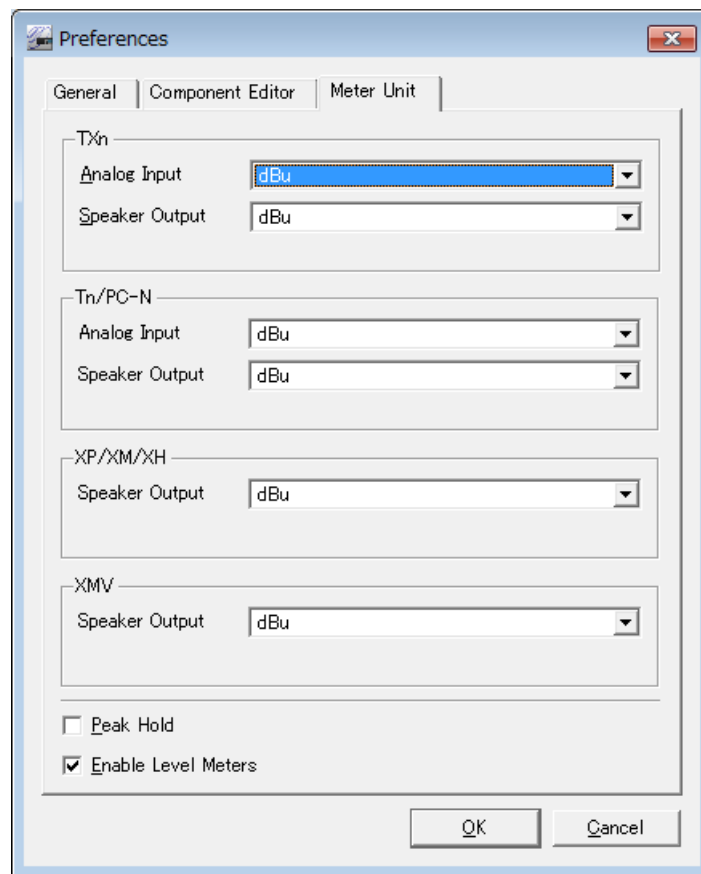 Preferences
General Component Editor Meter Unit
TXn
Analog Input dBu
Speaker Output dBu
Tn/PC-N
Analog Input dBu
Speaker Output dBu
XP/XM/XH
Speaker Output dBu
XMV
Speaker Output dBu
Peak Hold
Enable Level Meters
OK Cancel